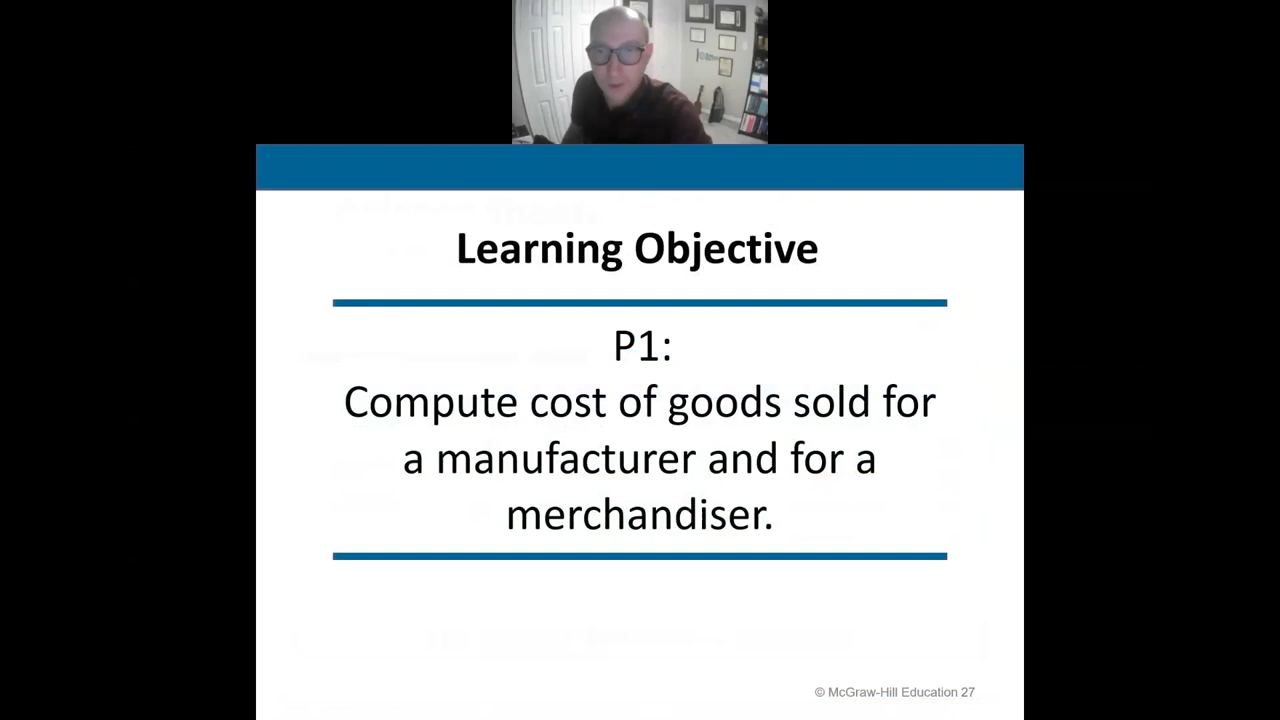 Learning Objective
P1:
Compute cost of goods sold for
a manufacturer and for a
merchandiser.
© McGraw-Hill Education 27